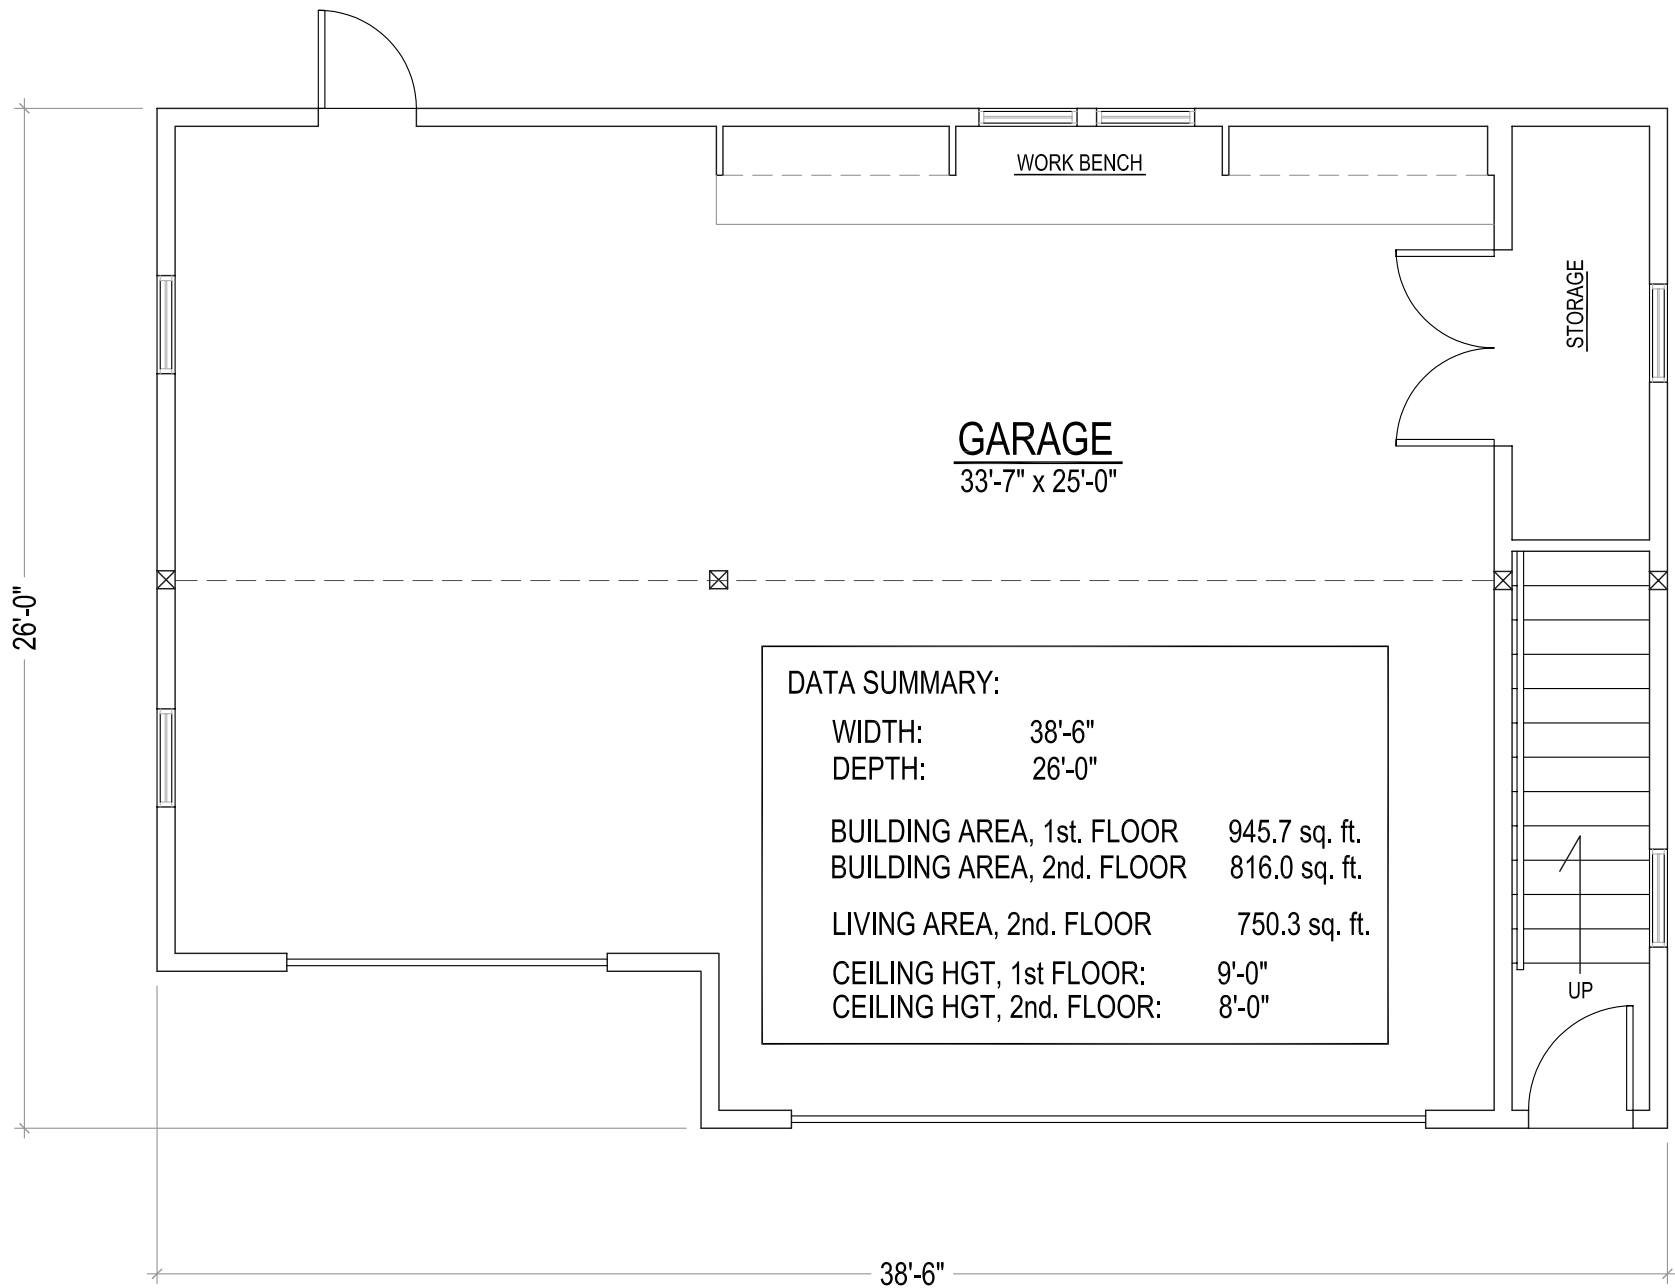 WORK BENCH
STORAGE
GARAGE
33'-7" x 25'-0"
26'-0"
DATA SUMMARY:
WIDTH: 38'-6"
DEPTH: 26'-0"
BUILDING AREA, 1st. FLOOR 945.7 sq. ft.
BUILDING AREA, 2nd. FLOOR 816.0 sq. ft.
LIVING AREA, 2nd. FLOOR 750.3 sq. ft.
CEILING HGT, 1st FLOOR: 9'-0"
CEILING HGT, 2nd. FLOOR: 8'-0"
UP
38'-6"